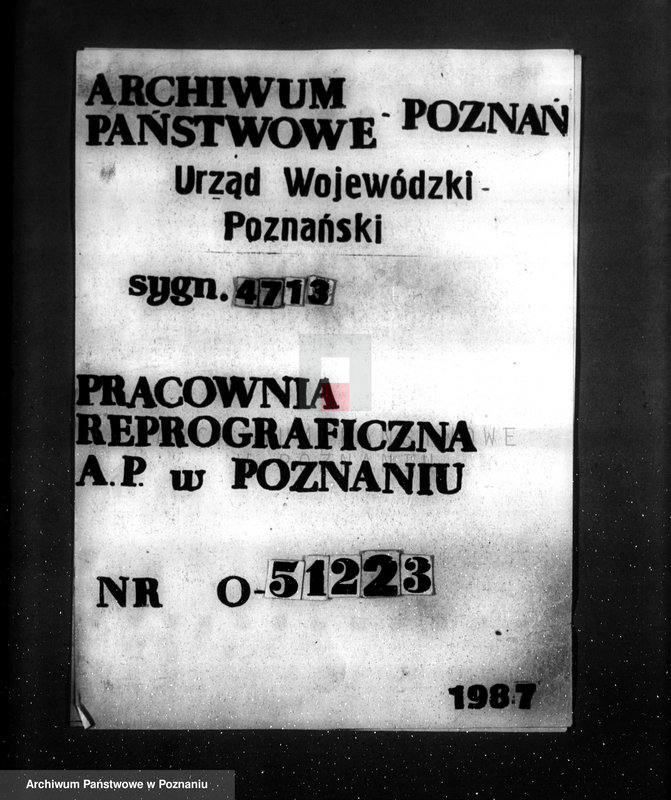 ARCHIWUM
PAŃSTWOWE - POZNAŃ
Urząd Wojewódzki -
Poznański
sygn. 4713
PRACOWNIA
REPROGRAFICZNA
A.P. w POZNANIU
NR O-51223
1987
Archiwum Państwowe w Poznaniu